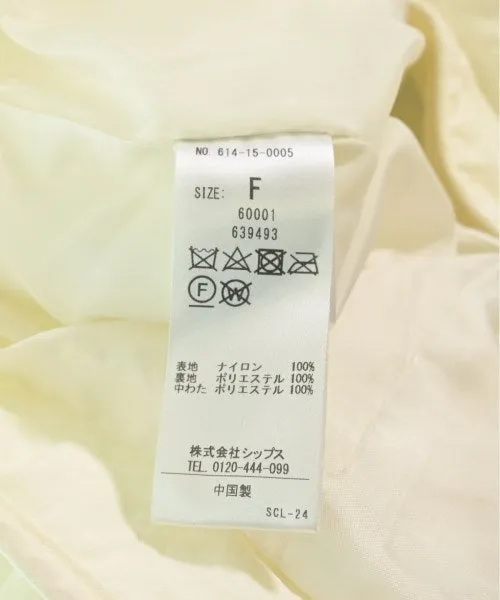 NO. 614-15-0005
SIZE: F
60001
639493
F W
表地 ナイロン 100%
裏地 ポリエステル 100%
中わた ポリエステル 100%
株式会社シップス
TEL. 0120-444-099
中国製
SCL-24